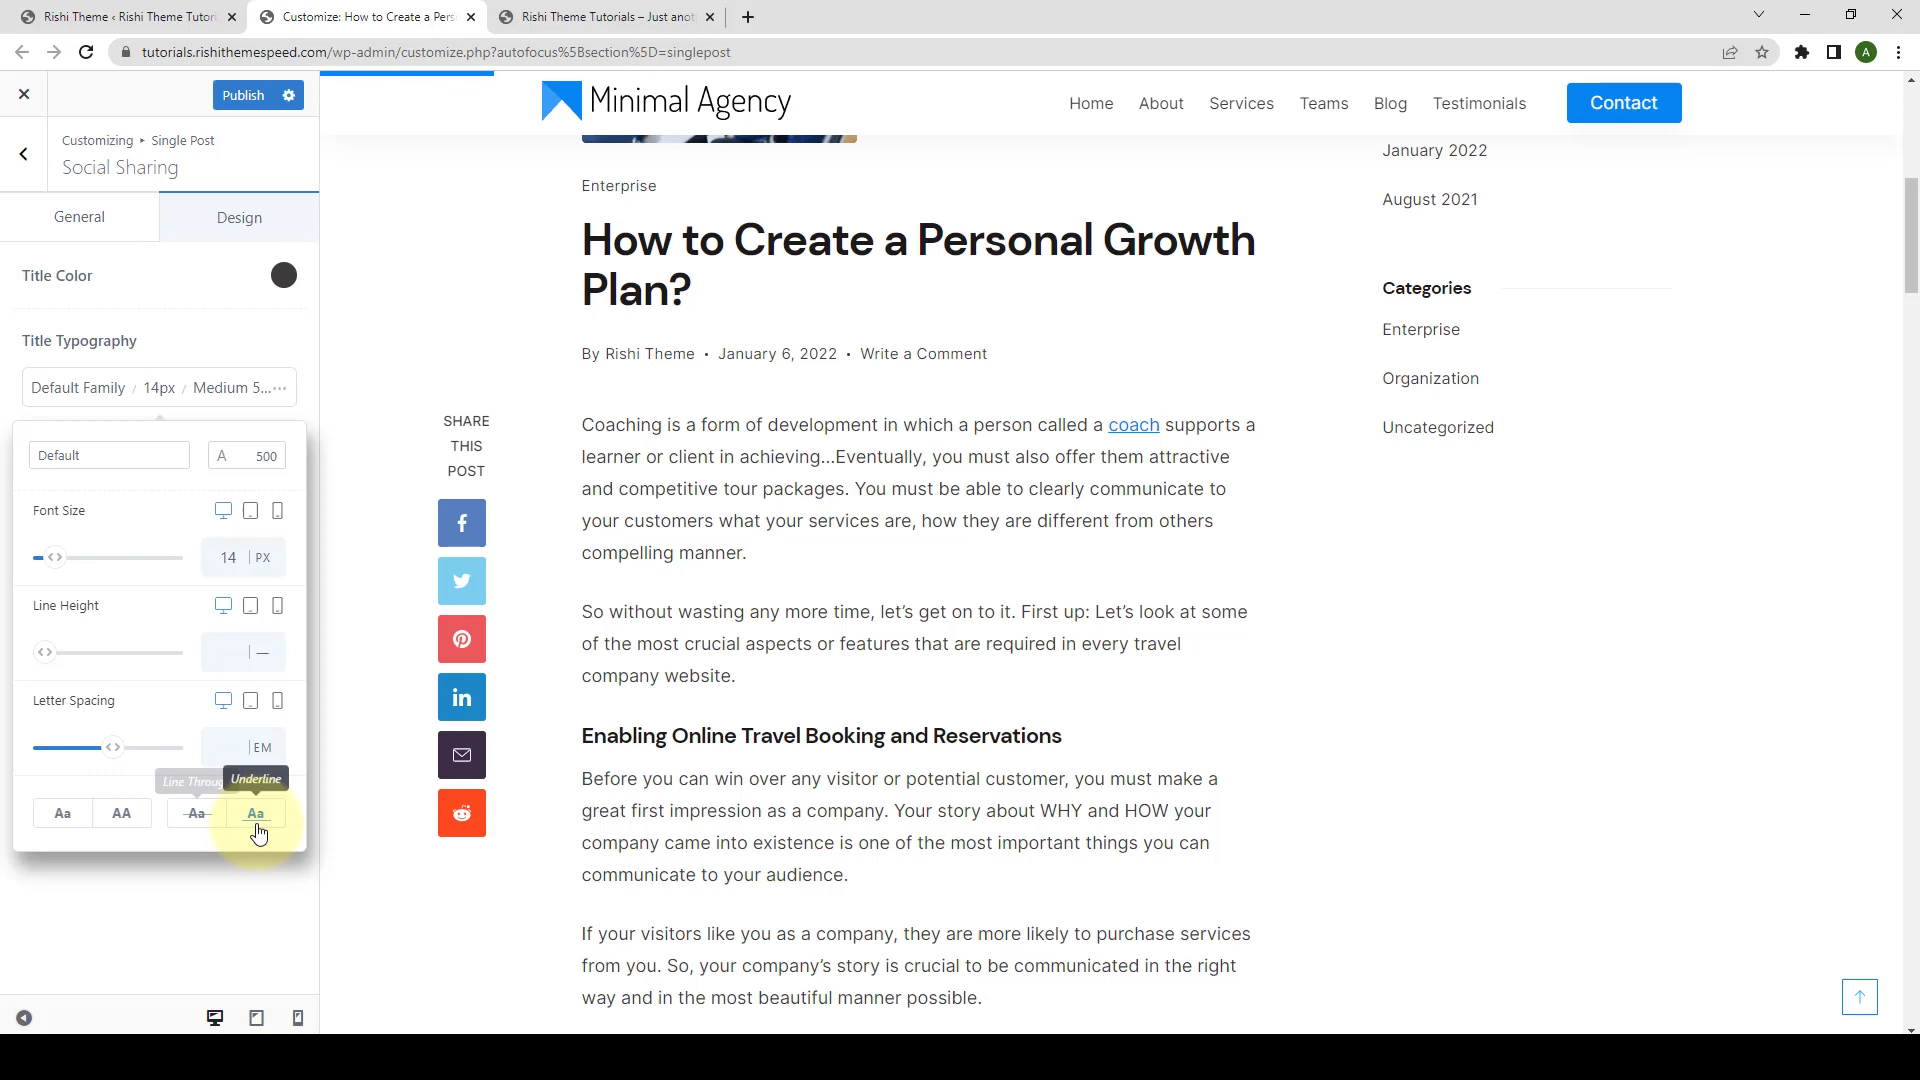 Rishi Theme ‹ Rishi Theme Tutori
Customize: How to Create a Pers
Rishi Theme Tutorials – Just anot
tutorials.rishithemespeed.com/wp-admin/customize.php?autofocus%5Bsection%5D=singlepost
A
Publish
Customizing ▸ Single Post
Social Sharing
General
Design
Title Color
Title Typography
Default Family / 14px / Medium 5...
Default
A 500
Font Size
14 PX
Line Height
—
Letter Spacing
EM
Line Throug
Underline
Aa
AA
Aa
Aa
Minimal Agency
Home
About
Services
Teams
Blog
Testimonials
Contact
Enterprise
How to Create a Personal Growth
Plan?
By Rishi Theme • January 6, 2022 • Write a Comment
SHARE
THIS
POST
Coaching is a form of development in which a person called a coach supports a
learner or client in achieving...Eventually, you must also offer them attractive
and competitive tour packages. You must be able to clearly communicate to
your customers what your services are, how they are different from others
compelling manner.
So without wasting any more time, let’s get on to it. First up: Let’s look at some
of the most crucial aspects or features that are required in every travel
company website.
Enabling Online Travel Booking and Reservations
Before you can win over any visitor or potential customer, you must make a
great first impression as a company. Your story about WHY and HOW your
company came into existence is one of the most important things you can
communicate to your audience.
If your visitors like you as a company, they are more likely to purchase services
from you. So, your company’s story is crucial to be communicated in the right
way and in the most beautiful manner possible.
January 2022
August 2021
Categories
Enterprise
Organization
Uncategorized